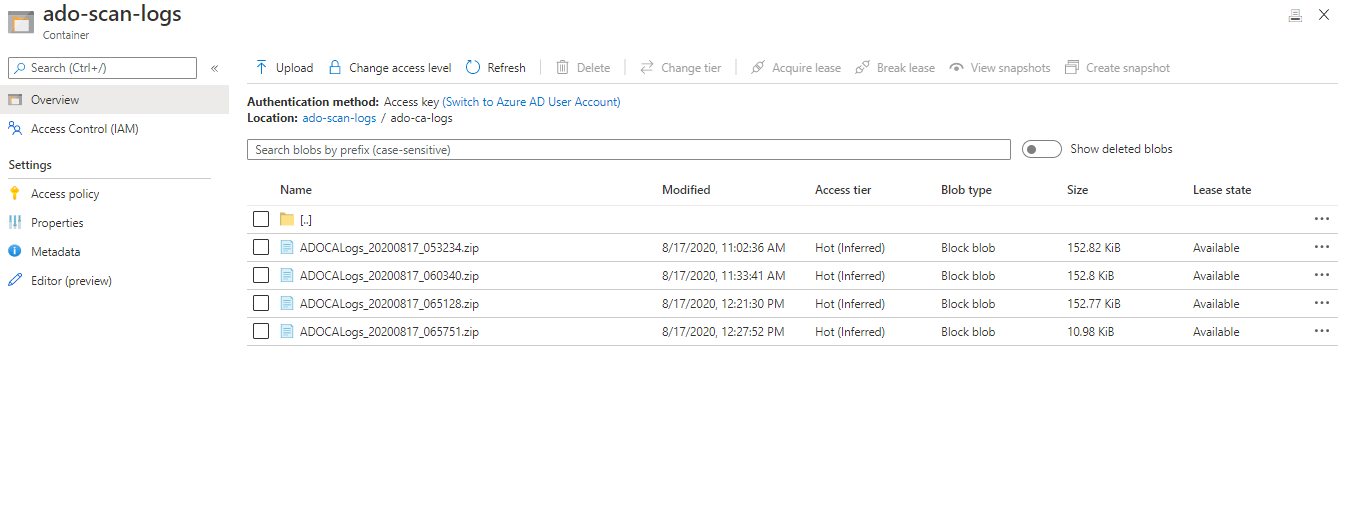 ado-scan-logs
Container
Search (Ctrl+/)
«
Overview
Access Control (IAM)
Settings
Access policy
Properties
Metadata
Editor (preview)
Upload Change access level Refresh Delete Change tier Acquire lease Break lease View snapshots Create snapshot
Authentication method: Access key (Switch to Azure AD User Account)
Location: ado-scan-logs / ado-ca-logs
Search blobs by prefix (case-sensitive) Show deleted blobs
Name Modified Access tier Blob type Size Lease state
[..]
ADOCALogs_20200817_053234.zip 8/17/2020, 11:02:36 AM Hot (Inferred) Block blob 152.82 KiB Available
ADOCALogs_20200817_060340.zip 8/17/2020, 11:33:41 AM Hot (Inferred) Block blob 152.8 KiB Available
ADOCALogs_20200817_065128.zip 8/17/2020, 12:21:30 PM Hot (Inferred) Block blob 152.77 KiB Available
ADOCALogs_20200817_065751.zip 8/17/2020, 12:27:52 PM Hot (Inferred) Block blob 10.98 KiB Available